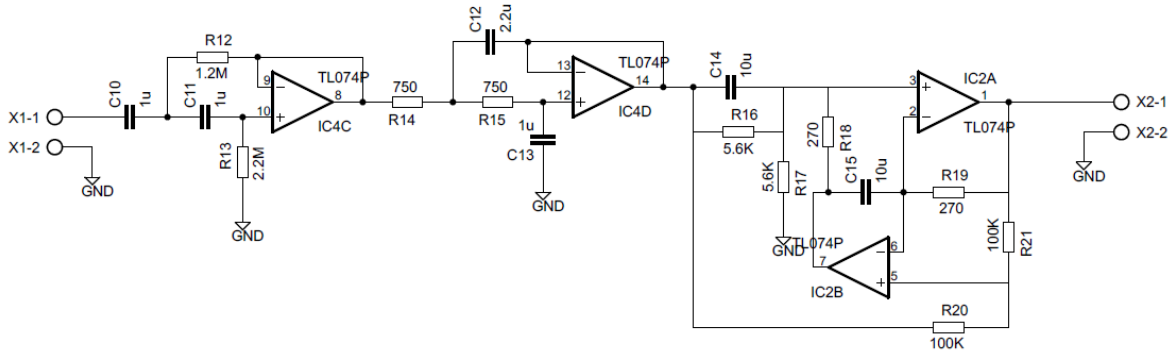 X1-1
X1-2
GND
C10
1u
R12
1.2M
C11
1u
R13
2.2M
GND
9
10
8
TL074P
IC4C
750
R14
C12
2.2u
750
R15
1u
C13
GND
13
12
14
TL074P
IC4D
C14
10u
R16
5.6K
5.6K
R17
GND
270
R18
C15
10u
3
2
1
IC2A
TL074P
R19
270
TL074P
7
6
5
IC2B
100K
R21
R20
100K
X2-1
X2-2
GND